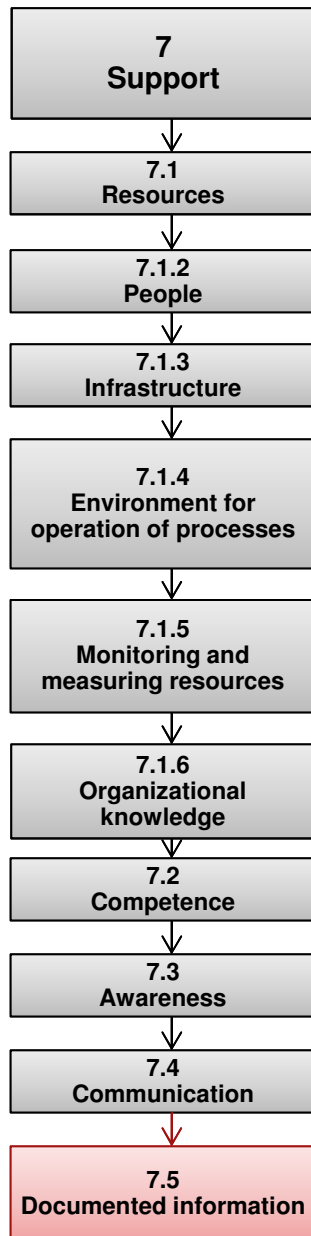 7
Support
7.1
Resources
7.1.2
People
7.1.3
Infrastructure
7.1.4
Environment for
operation of processes
7.1.5
Monitoring and
measuring resources
7.1.6
Organizational
knowledge
7.2
Competence
7.3
Awareness
7.4
Communication
7.5
Documented information